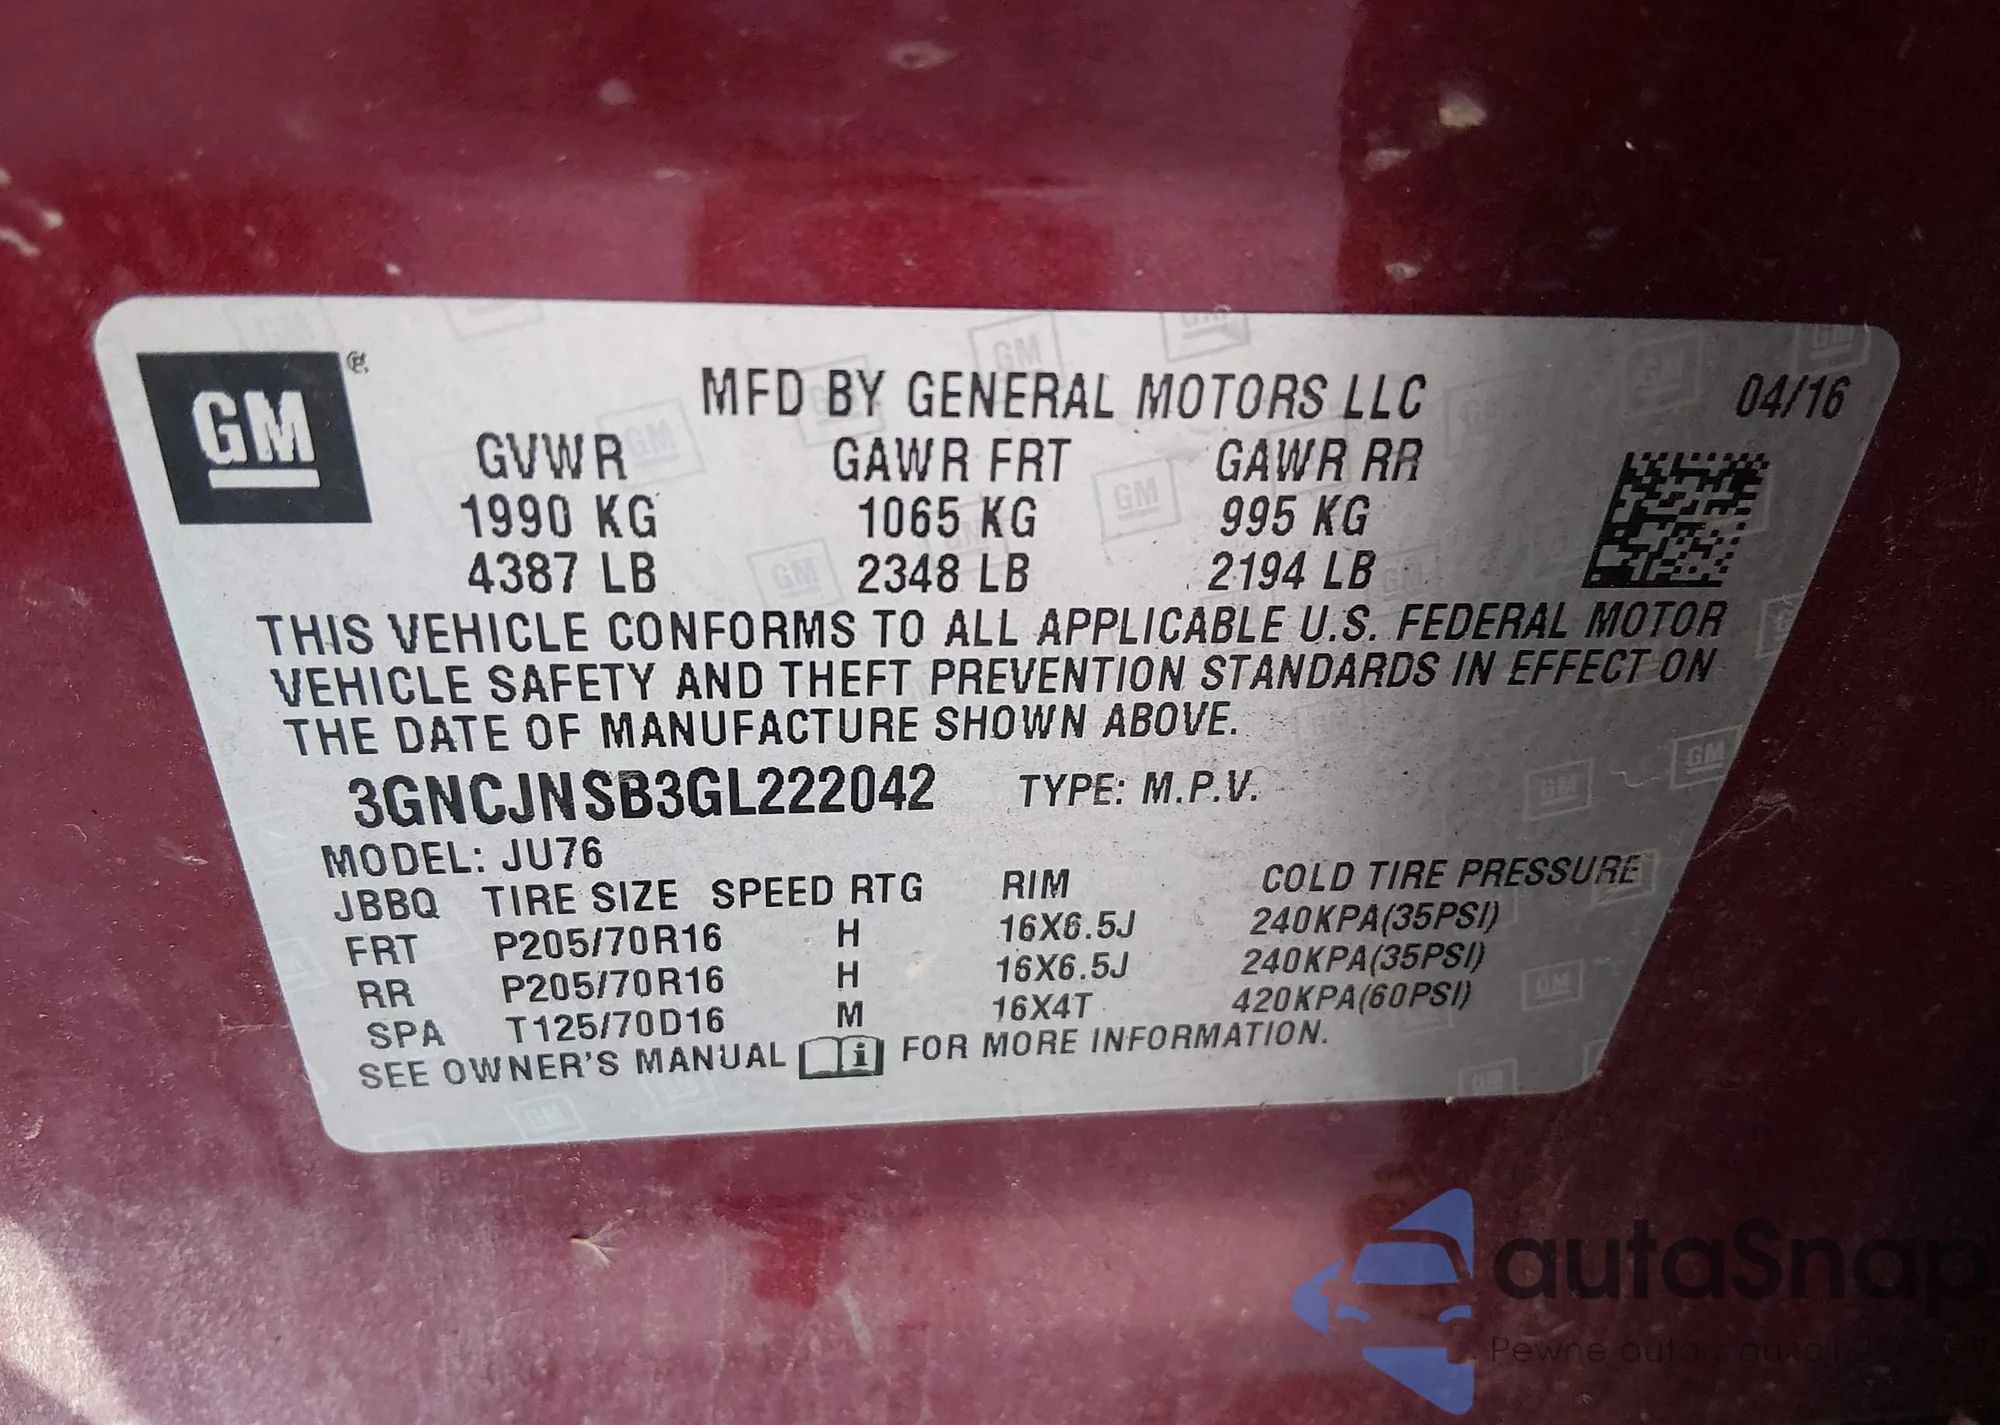 GM ®
MFD BY GENERAL MOTORS LLC 04/16
GVWR GAWR FRT GAWR RR
1990 KG 1065 KG 995 KG
4387 LB 2348 LB 2194 LB
THIS VEHICLE CONFORMS TO ALL APPLICABLE U.S. FEDERAL MOTOR
VEHICLE SAFETY AND THEFT PREVENTION STANDARDS IN EFFECT ON
THE DATE OF MANUFACTURE SHOWN ABOVE.
3GNCJNSB3GL222042 TYPE: M.P.V.
MODEL: JU76
JBBQ TIRE SIZE SPEED RTG RIM COLD TIRE PRESSURE
FRT P205/70R16 H 16X6.5J 240KPA(35PSI)
RR P205/70R16 H 16X6.5J 240KPA(35PSI)
SPA T125/70D16 M 16X4T 420KPA(60PSI)
SEE OWNER'S MANUAL i FOR MORE INFORMATION.
autaSnap
Pewne auta z